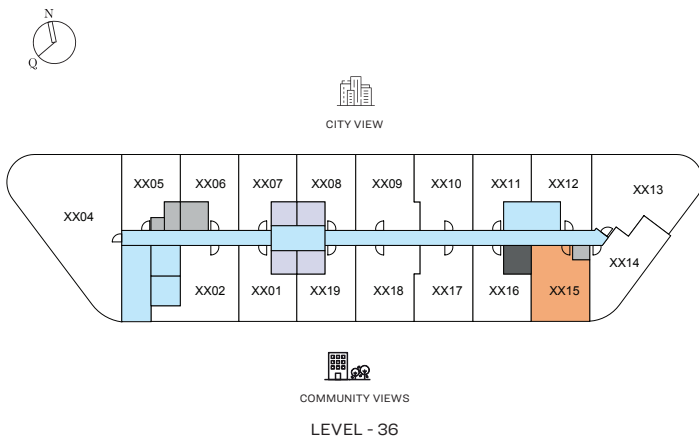 N
Q
CITY VIEW
XX05 XX06 XX07 XX08 XX09 XX10 XX11 XX12 XX13
XX04
XX14
XX02 XX01 XX19 XX18 XX17 XX16 XX15
COMMUNITY VIEWS
LEVEL - 36